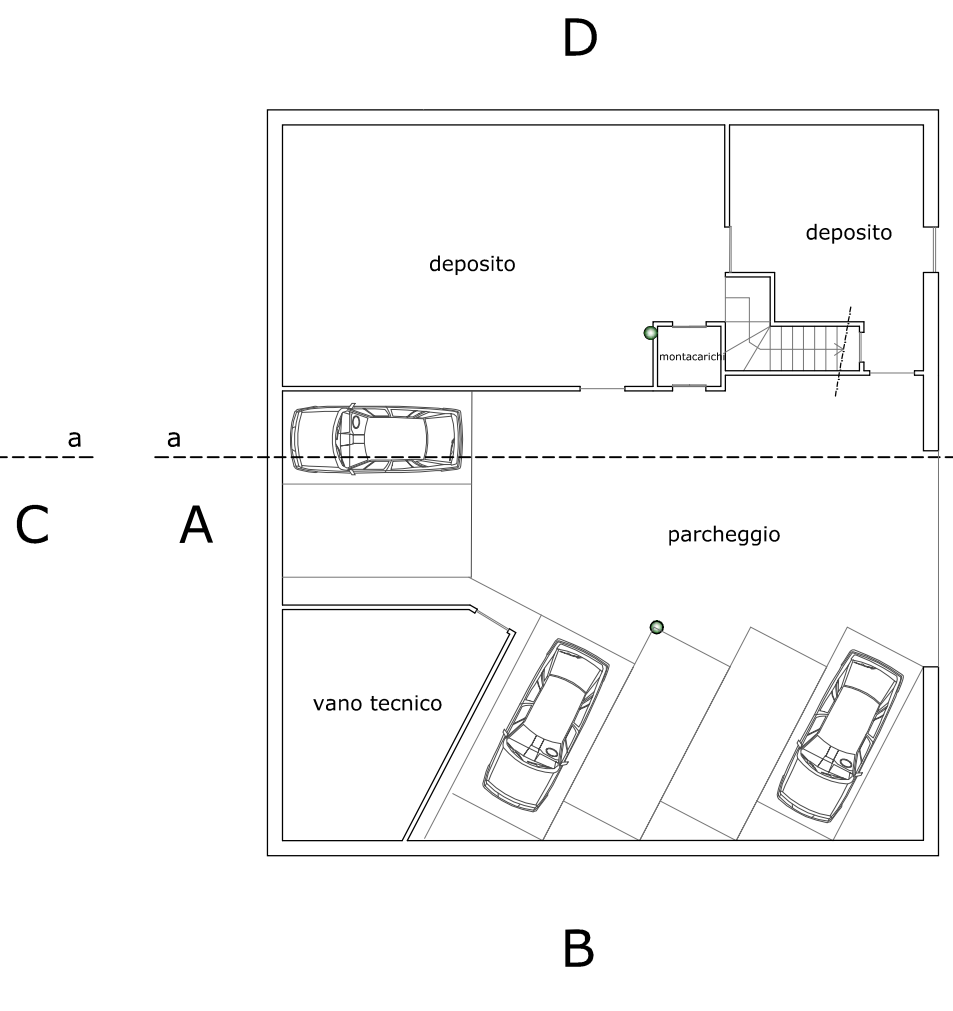 D
deposito
deposito
montacarichi
a
a
C
A
parcheggio
vano tecnico
B